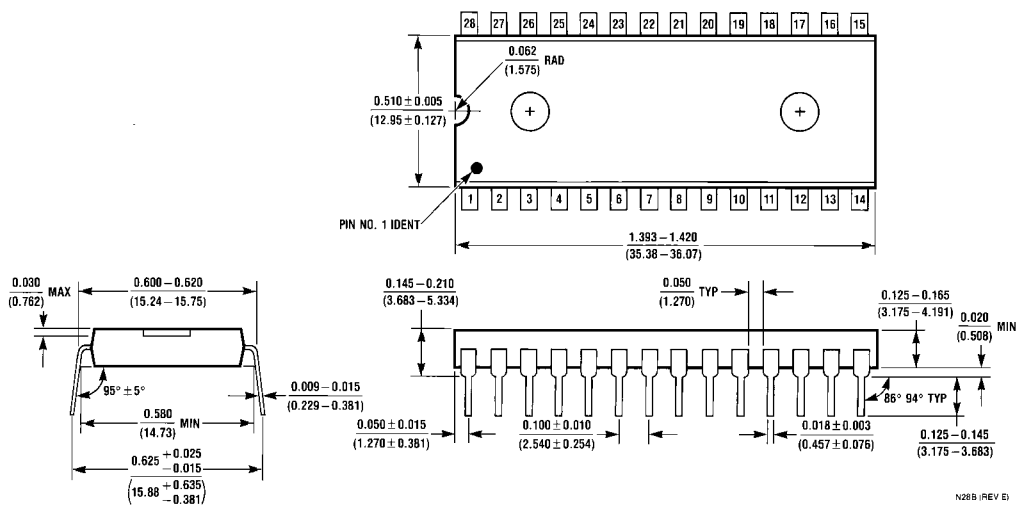 28 27 26 25 24 23 22 21 20 19 18 17 16 15
0.062
(1.575)
RAD
0.510 ± 0.005
(12.95 ± 0.127)
PIN NO. 1 IDENT
1 2 3 4 5 6 7 8 9 10 11 12 13 14
1.393 – 1.420
(35.38 – 36.07)
0.030
(0.762)
MAX
0.600 – 0.620
(15.24 – 15.75)
95° ± 5°
0.009 – 0.015
(0.229 – 0.381)
0.580
(14.73)
MIN
0.625 + 0.025
– 0.015
(15.88 + 0.635
– 0.381)
0.145 – 0.210
(3.683 – 5.334)
0.050
(1.270)
TYP
0.125 – 0.165
(3.175 – 4.191)
0.020
(0.508)
MIN
86° 94° TYP
0.050 ± 0.015
(1.270 ± 0.381)
0.100 ± 0.010
(2.540 ± 0.254)
0.018 ± 0.003
(0.457 ± 0.076)
0.125 – 0.145
(3.175 – 3.683)
N28B (REV E)